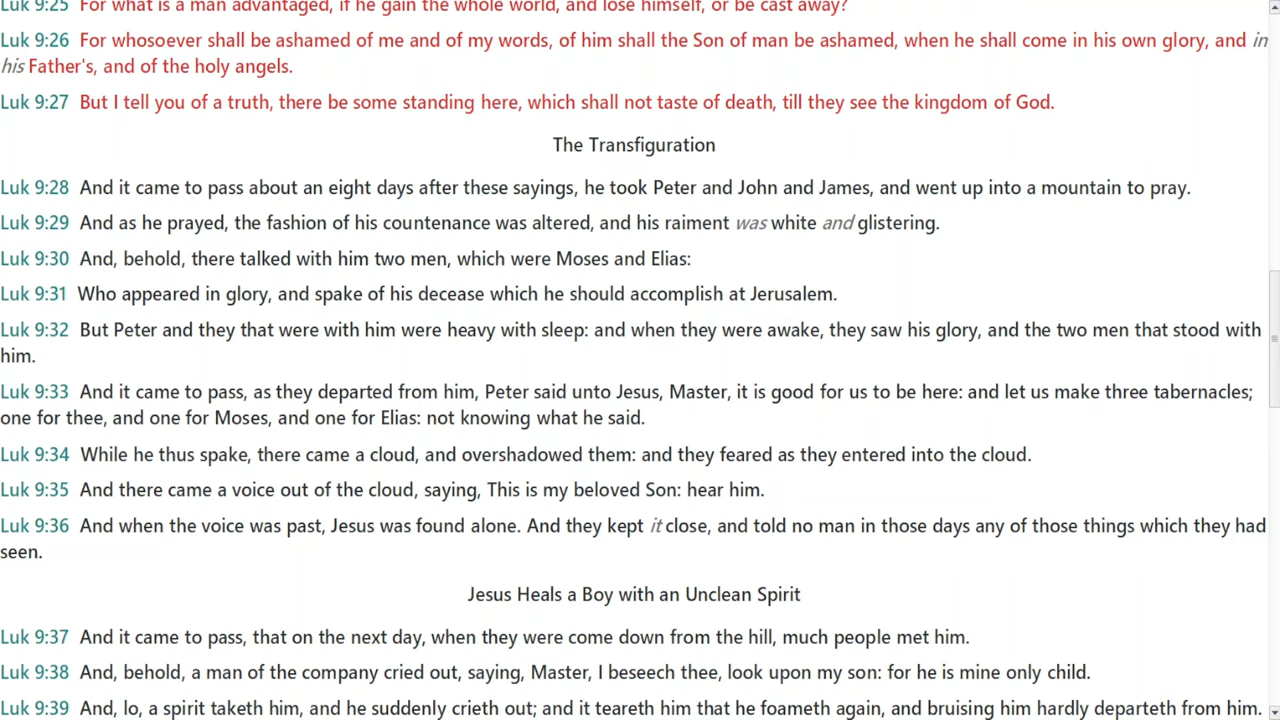 Luk 9:25 For what is a man advantaged, if he gain the whole world, and lose himself, or be cast away?
Luk 9:26 For whosoever shall be ashamed of me and of my words, of him shall the Son of man be ashamed, when he shall come in his own glory, and in
his Father's, and of the holy angels.
Luk 9:27 But I tell you of a truth, there be some standing here, which shall not taste of death, till they see the kingdom of God.
The Transfiguration
Luk 9:28 And it came to pass about an eight days after these sayings, he took Peter and John and James, and went up into a mountain to pray.
Luk 9:29 And as he prayed, the fashion of his countenance was altered, and his raiment was white and glistering.
Luk 9:30 And, behold, there talked with him two men, which were Moses and Elias:
Luk 9:31 Who appeared in glory, and spake of his decease which he should accomplish at Jerusalem.
Luk 9:32 But Peter and they that were with him were heavy with sleep: and when they were awake, they saw his glory, and the two men that stood with
him.
Luk 9:33 And it came to pass, as they departed from him, Peter said unto Jesus, Master, it is good for us to be here: and let us make three tabernacles;
one for thee, and one for Moses, and one for Elias: not knowing what he said.
Luk 9:34 While he thus spake, there came a cloud, and overshadowed them: and they feared as they entered into the cloud.
Luk 9:35 And there came a voice out of the cloud, saying, This is my beloved Son: hear him.
Luk 9:36 And when the voice was past, Jesus was found alone. And they kept it close, and told no man in those days any of those things which they had
seen.
Jesus Heals a Boy with an Unclean Spirit
Luk 9:37 And it came to pass, that on the next day, when they were come down from the hill, much people met him.
Luk 9:38 And, behold, a man of the company cried out, saying, Master, I beseech thee, look upon my son: for he is mine only child.
Luk 9:39 And, lo, a spirit taketh him, and he suddenly crieth out; and it teareth him that he foameth again, and bruising him hardly departeth from him.